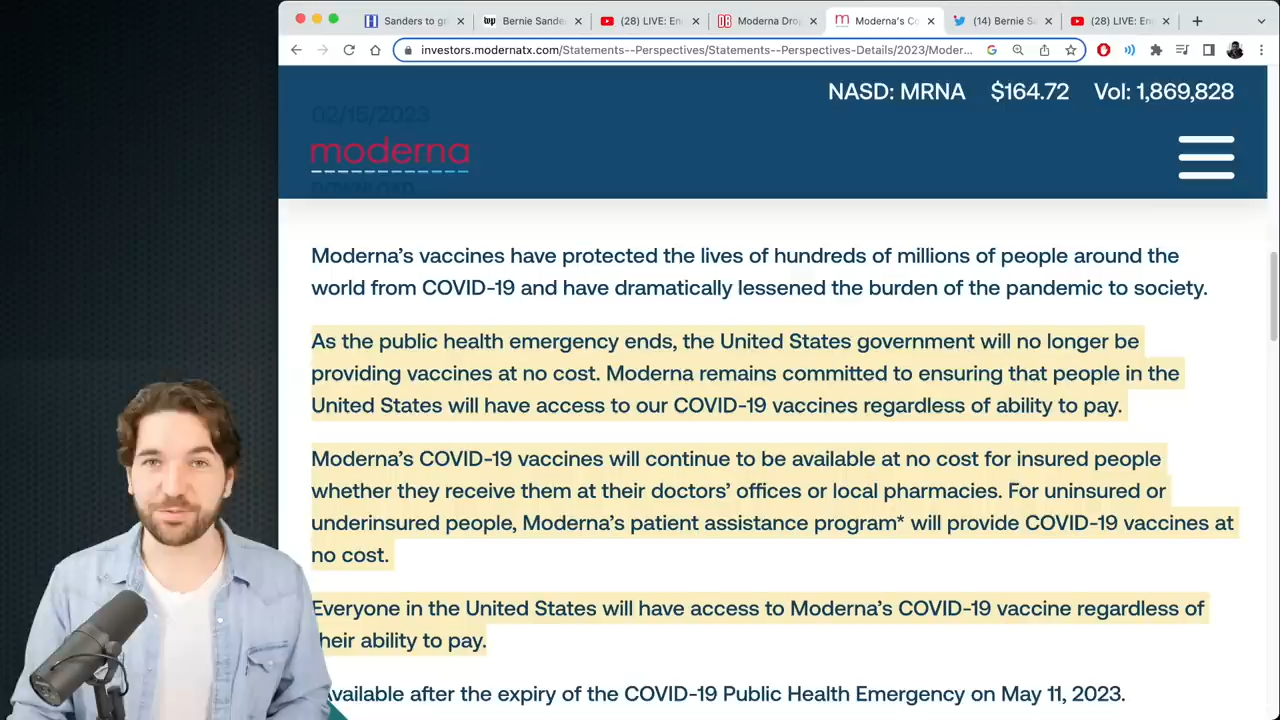 Sanders to gr
Bernie Sande
(28) LIVE: En
Moderna Drop
Moderna's Co
(14) Bernie S
(28) LIVE: En
investors.modernatx.com/Statements--Perspectives/Statements--Perspectives-Details/2023/Moder...
NASD: MRNA $164.72 Vol: 1,869,828
02/15/2023
moderna
Moderna's vaccines have protected the lives of hundreds of millions of people around the
world from COVID-19 and have dramatically lessened the burden of the pandemic to society.
As the public health emergency ends, the United States government will no longer be
providing vaccines at no cost. Moderna remains committed to ensuring that people in the
United States will have access to our COVID-19 vaccines regardless of ability to pay.
Moderna's COVID-19 vaccines will continue to be available at no cost for insured people
whether they receive them at their doctors' offices or local pharmacies. For uninsured or
underinsured people, Moderna's patient assistance program* will provide COVID-19 vaccines at
no cost.
Everyone in the United States will have access to Moderna's COVID-19 vaccine regardless of
their ability to pay.
Available after the expiry of the COVID-19 Public Health Emergency on May 11, 2023.